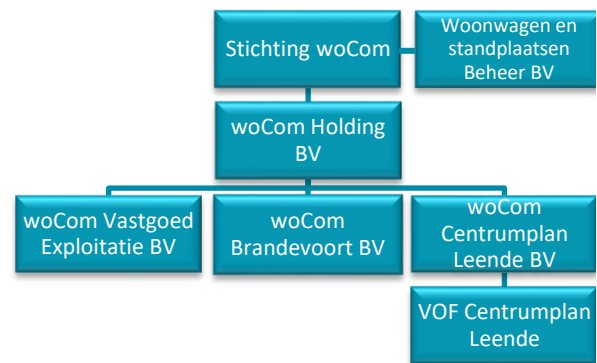 Stichting woCom
Woonwagen en
standplaatsen
Beheer BV
woCom Holding
BV
woCom Vastgoed
Exploitatie BV
woCom
Brandevoort BV
woCom
Centrumplan
Leende BV
VOF Centrumplan
Leende